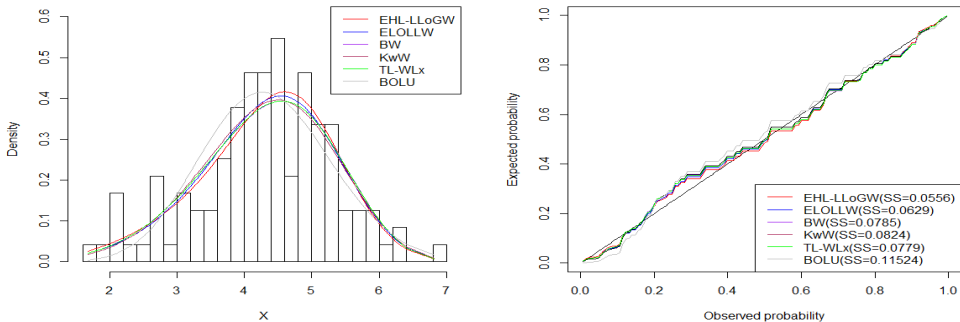 0.6
0.5
0.4
0.3
0.2
0.1
0.0
Density
2
3
4
5
6
7
X
EHL-LLoGW
ELOLLW
BW
KwW
TL-WLx
BOLU
1.0
0.8
0.6
0.4
0.2
0.0
Expected probability
0.0
0.2
0.4
0.6
0.8
1.0
Observed probability
EHL-LLoGW(SS=0.0556)
ELOLLW(SS=0.0629)
BW(SS=0.0785)
KwW(SS=0.0824)
TL-WLx(SS=0.0779)
BOLU(SS=0.11524)